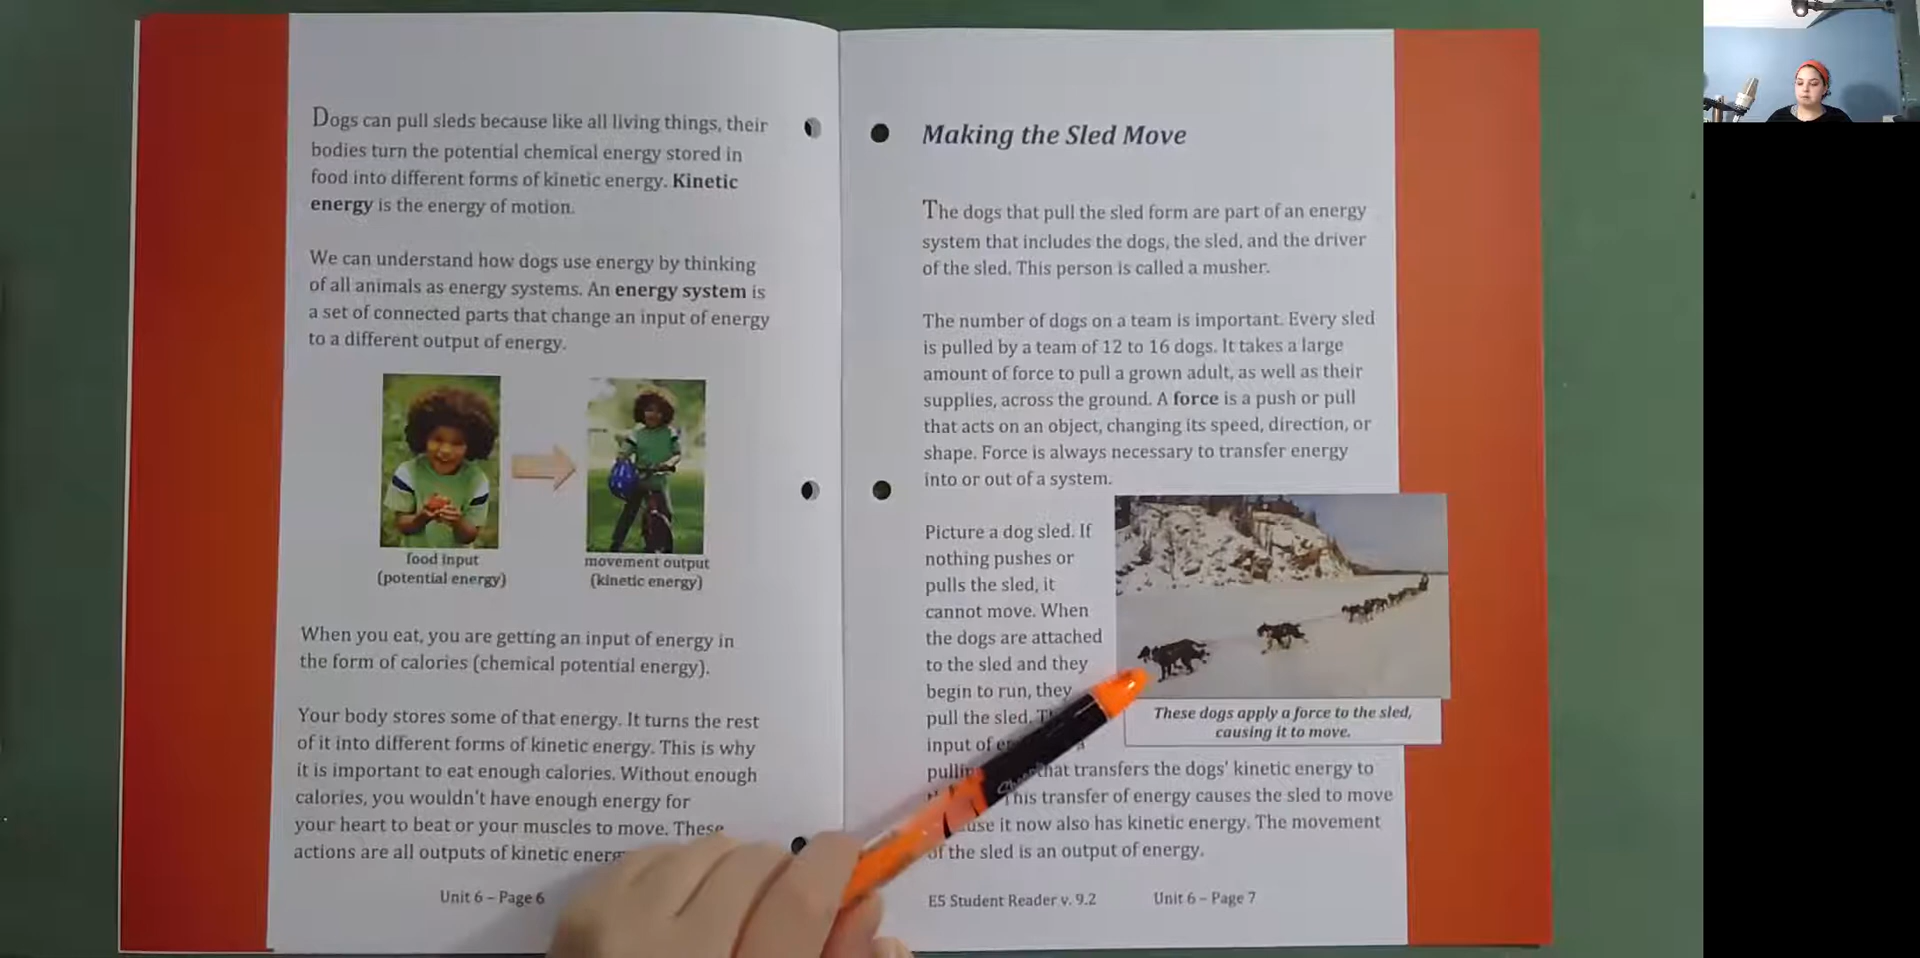 Dogs can pull sleds because like all living things, their
bodies turn the potential chemical energy stored in
food into different forms of kinetic energy. Kinetic
energy is the energy of motion.
We can understand how dogs use energy by thinking
of all animals as energy systems. An energy system is
a set of connected parts that change an input of energy
to a different output of energy.
food input
(potential energy)
movement output
(kinetic energy)
When you eat, you are getting an input of energy in
the form of calories (chemical potential energy).
Your body stores some of that energy. It turns the rest
of it into different forms of kinetic energy. This is why
it is important to eat enough calories. Without enough
calories, you wouldn't have enough energy for
your heart to beat or your muscles to move. These
actions are all outputs of kinetic
Unit 6 – Page 6
Making the Sled Move
The dogs that pull the sled form are part of an energy
system that includes the dogs, the sled, and the driver
of the sled. This person is called a musher.
The number of dogs on a team is important. Every sled
is pulled by a team of 12 to 16 dogs. It takes a large
amount of force to pull a grown adult, as well as their
supplies, across the ground. A force is a push or pull
that acts on an object, changing its speed, direction, or
shape. Force is always necessary to transfer energy
into or out of a system.
Picture a dog sled. If
nothing pushes or
pulls the sled, it
cannot move. When
the dogs are attached
to the sled and they
begin to run, they
pull the sled.
input of
that transfers the dogs' kinetic energy to
This transfer of energy causes the sled to move
it now also has kinetic energy. The movement
of the sled is an output of energy.
These dogs apply a force to the sled,
causing it to move.
E5 Student Reader v. 9.2
Unit 6 – Page 7